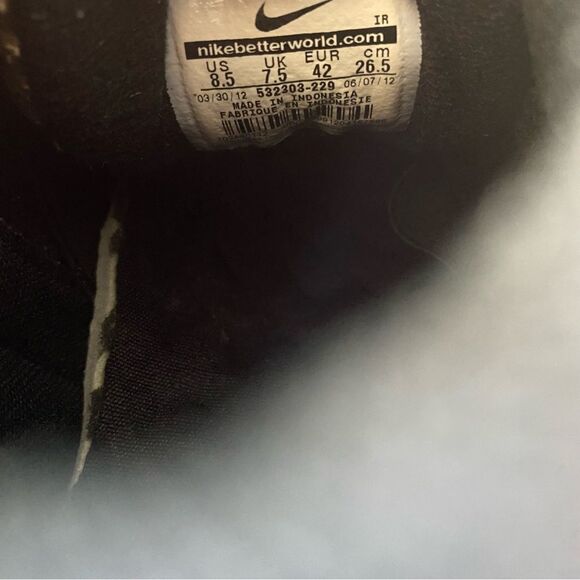 IR
nikebetterworld.com
US UK EUR cm
8.5 7.5 42 26.5
03/30/12 532303-229 06/07/12
MADE IN INDONESIA
FABRIQUE EN INDONESIE